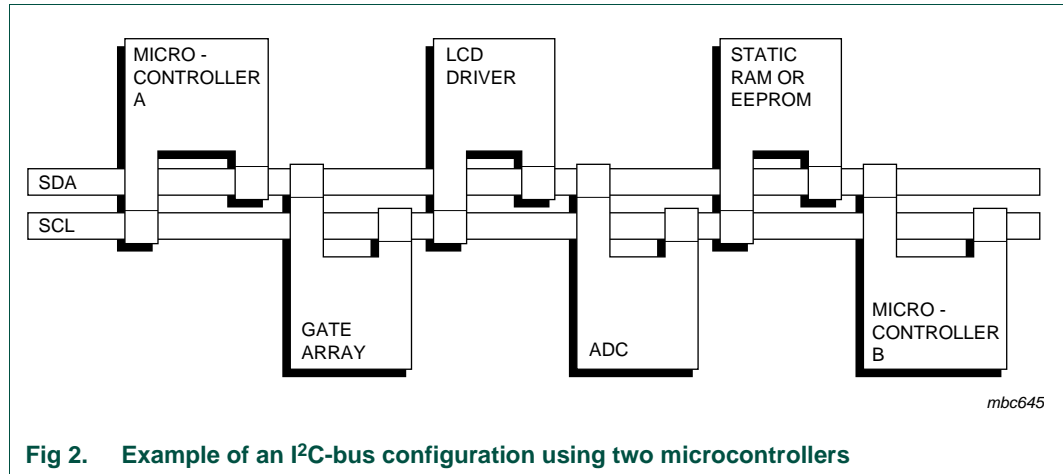 MICRO -
CONTROLLER
A
LCD
DRIVER
STATIC
RAM OR
EEPROM
SDA
SCL
GATE
ARRAY
ADC
MICRO -
CONTROLLER
B
mbc645
Fig 2. Example of an I²C-bus configuration using two microcontrollers